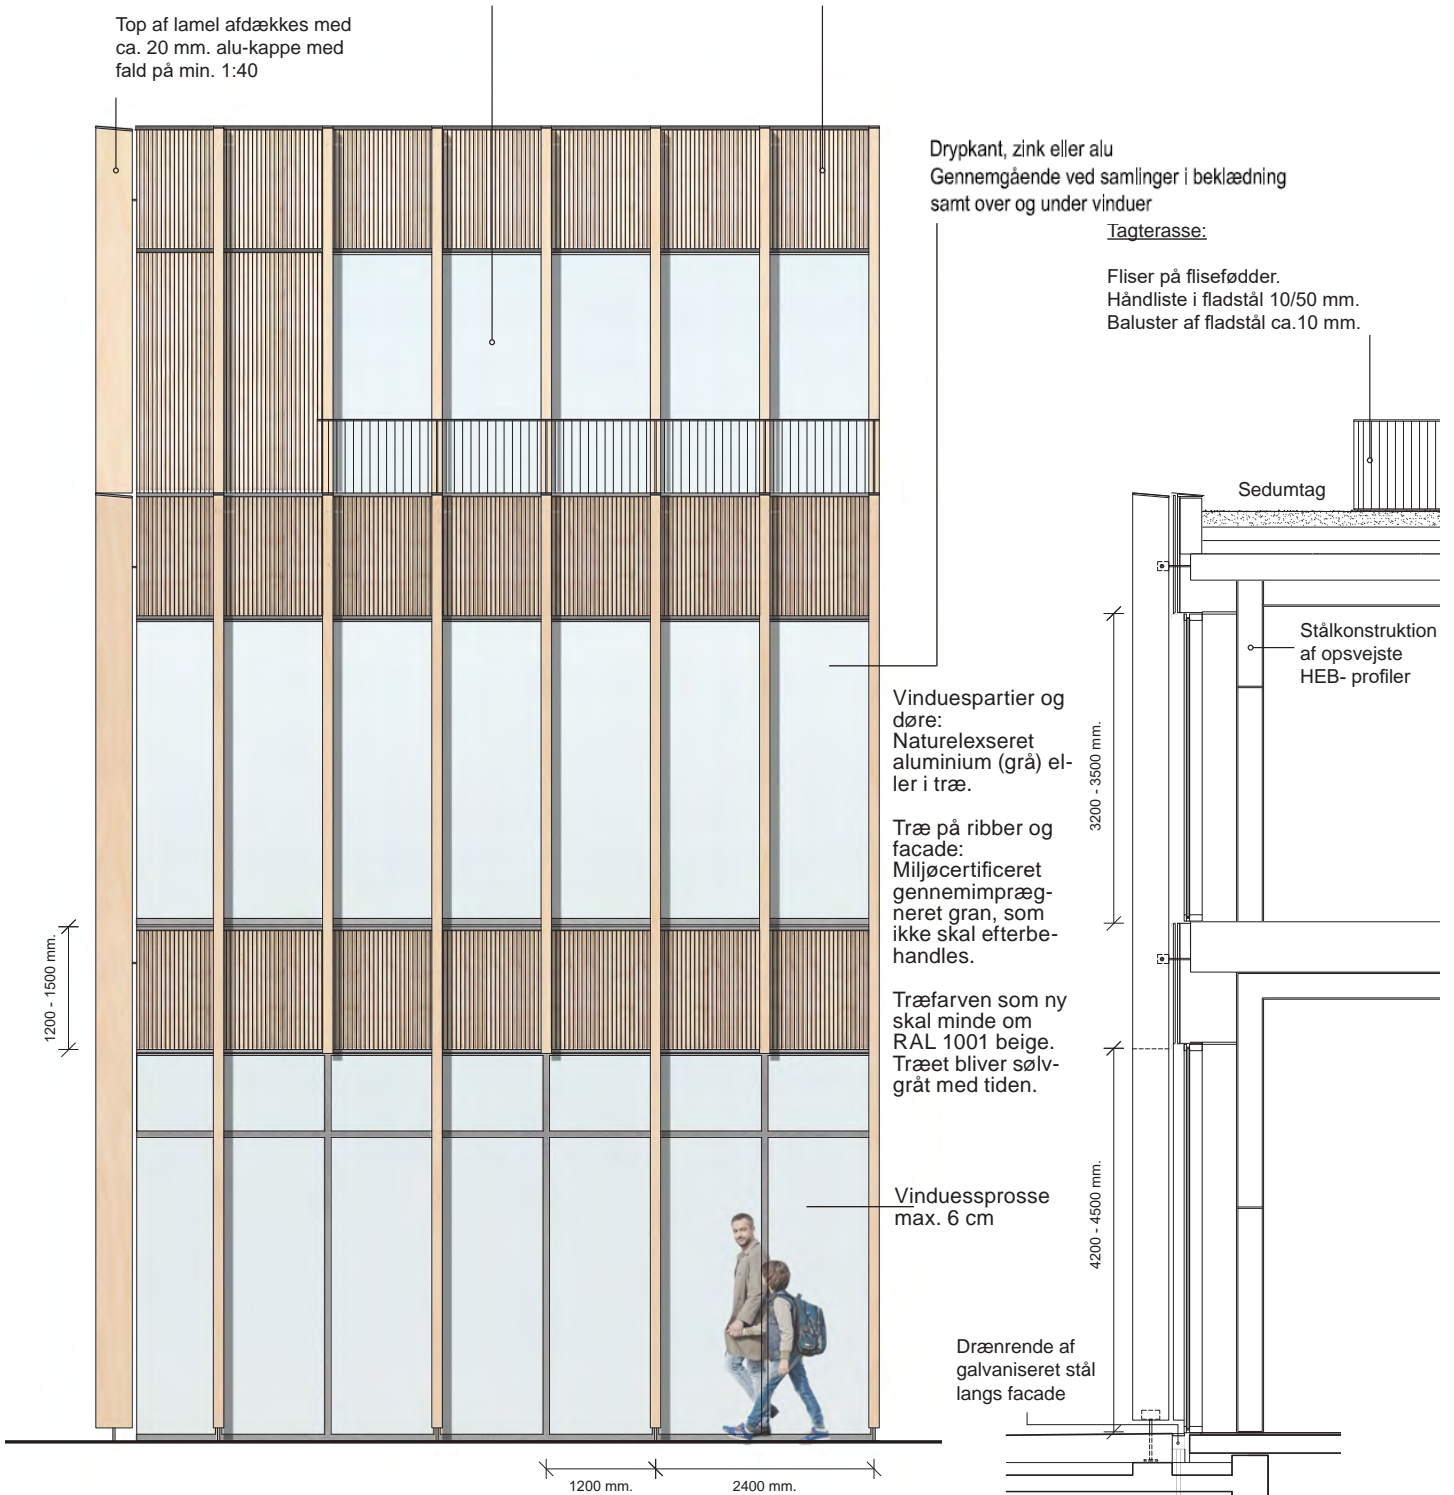 Top af lamel afdækkes med
ca. 20 mm. alu-kappe med
fald på min. 1:40
Drypkant, zink eller alu
Gennemgående ved samlinger i beklædning
samt over og under vinduer
Tagterasse:
Fliser på flisefødder.
Håndliste i fladstål 10/50 mm.
Baluster af fladstål ca.10 mm.
Sedumtag
Stålkonstruktion
af opsvejste
HEB- profiler
Vinduespartier og
døre:
Naturelexseret
aluminium (grå) el-
ler i træ.
Træ på ribber og
facade:
Miljøcertificeret
gennemimpræg-
neret gran, som
ikke skal efterbe-
handles.
Træfarven som ny
skal minde om
RAL 1001 beige.
Træet bliver sølv-
gråt med tiden.
3200 - 3500 mm.
1200 - 1500 mm.
Vinduessprosse
max. 6 cm
4200 - 4500 mm.
Drænrende af
galvaniseret stål
langs facade
1200 mm.
2400 mm.